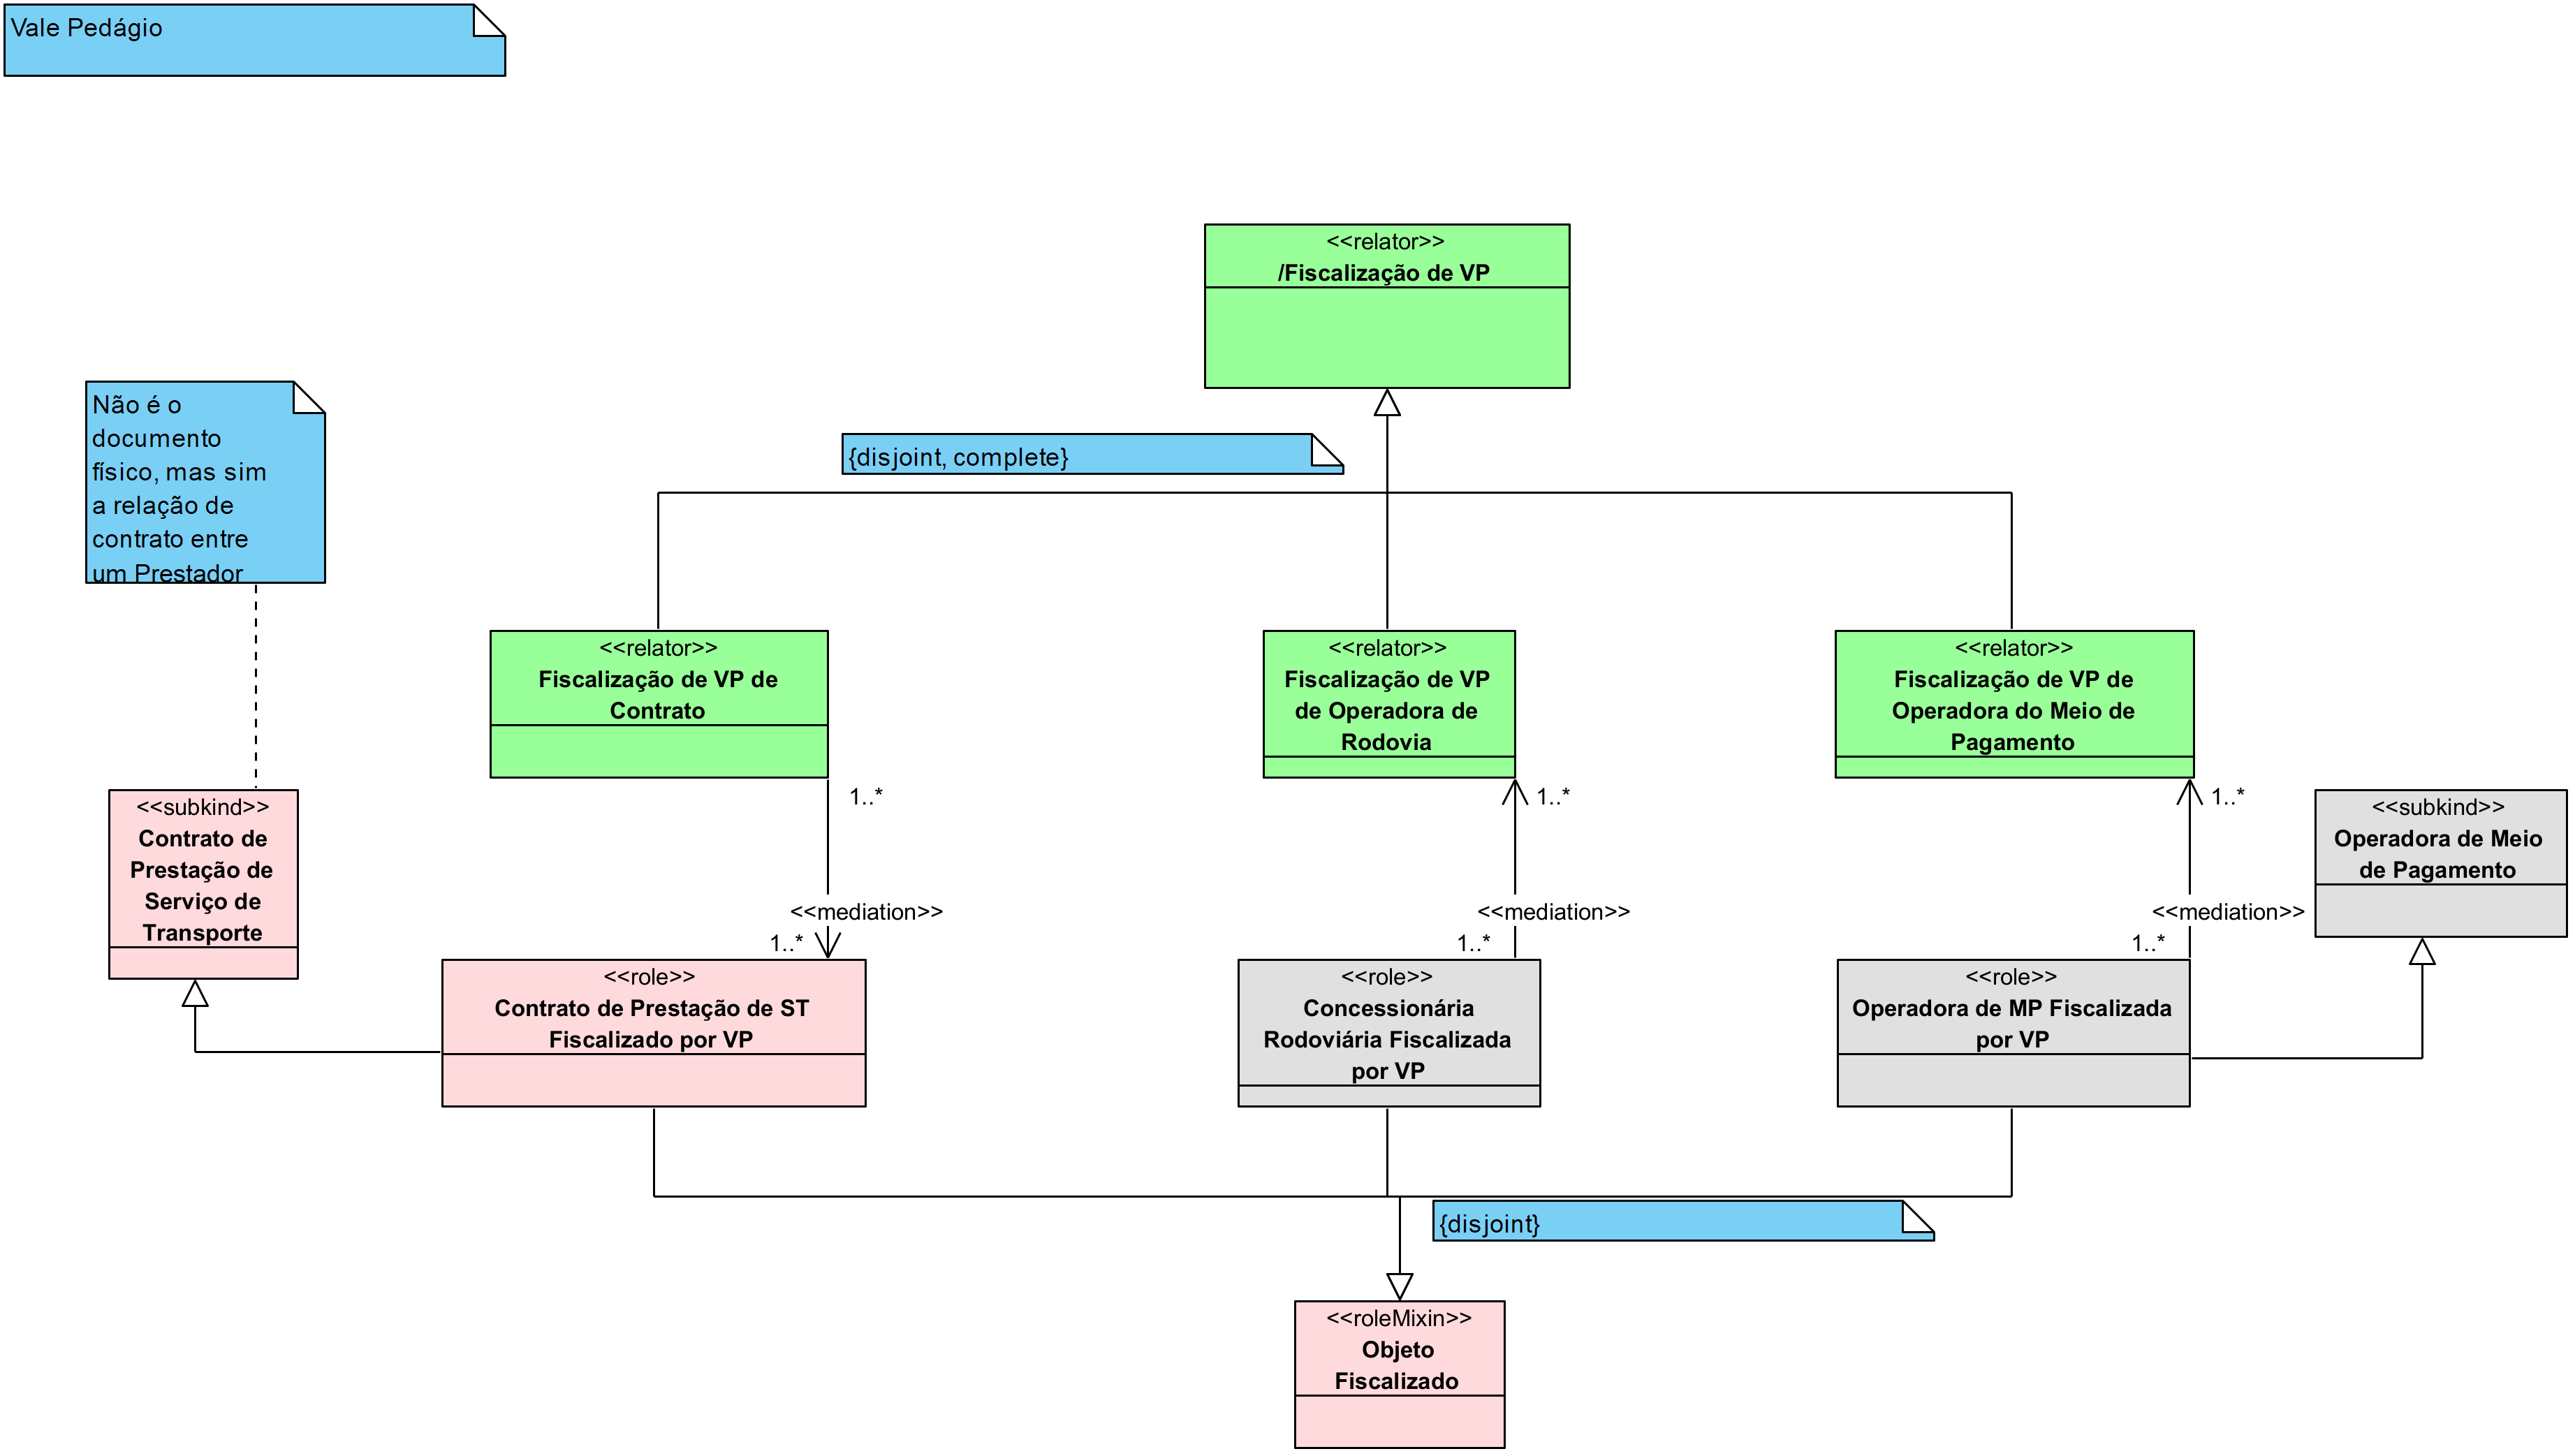 Vale Pedágio
<<relator>>
/Fiscalização de VP
Não é o
documento
físico, mas sim
a relação de
contrato entre
um Prestador
{disjoint, complete}
<<relator>>
Fiscalização de VP de
Contrato
<<relator>>
Fiscalização de VP
de Operadora de
Rodovia
<<relator>>
Fiscalização de VP de
Operadora do Meio de
Pagamento
1..*
1..*
1..*
<<subkind>>
Contrato de
Prestação de
Serviço de
Transporte
<<subkind>>
Operadora de Meio
de Pagamento
<<mediation>>
<<mediation>>
<<mediation>>
1..*
1..*
1..*
<<role>>
Contrato de Prestação de ST
Fiscalizado por VP
<<role>>
Concessionária
Rodoviária Fiscalizada
por VP
<<role>>
Operadora de MP Fiscalizada
por VP
{disjoint}
<<roleMixin>>
Objeto
Fiscalizado